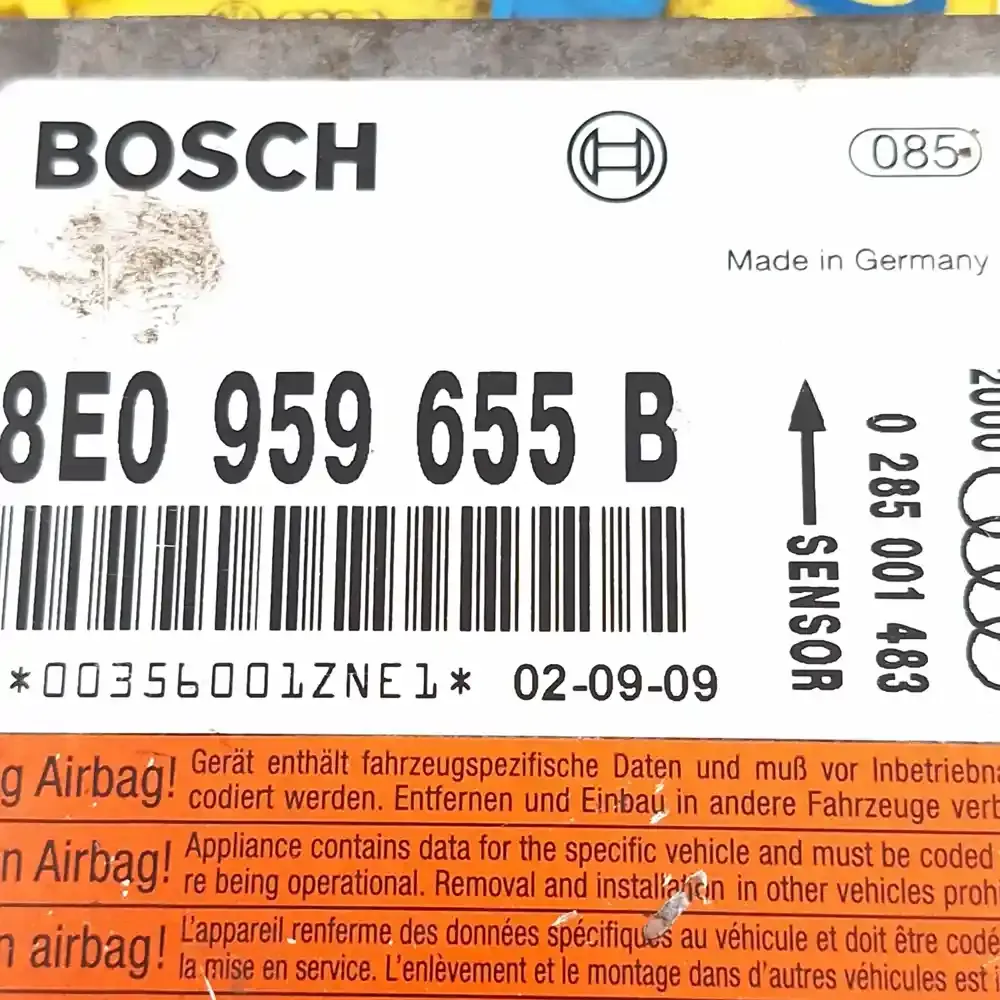 BOSCH
085
Made in Germany
8E0 959 655 B
*00356001ZNE1* 02-09-09
SENSOR
0 285 001 483
2000
g Airbag!
Gerät enthält fahrzeugspezifische Daten und muß vor Inbetriebn
codiert werden. Entfernen und Einbau in andere Fahrzeuge verb
n Airbag!
Appliance contains data for the specific vehicle and must be coded
re being operational. Removal and installation in other vehicles proh
n airbag!
L'appareil renferme des données spécifiques au véhicule et doit être codé
la mise en service. L'enlèvement et le montage dans d'autres véhicules est i